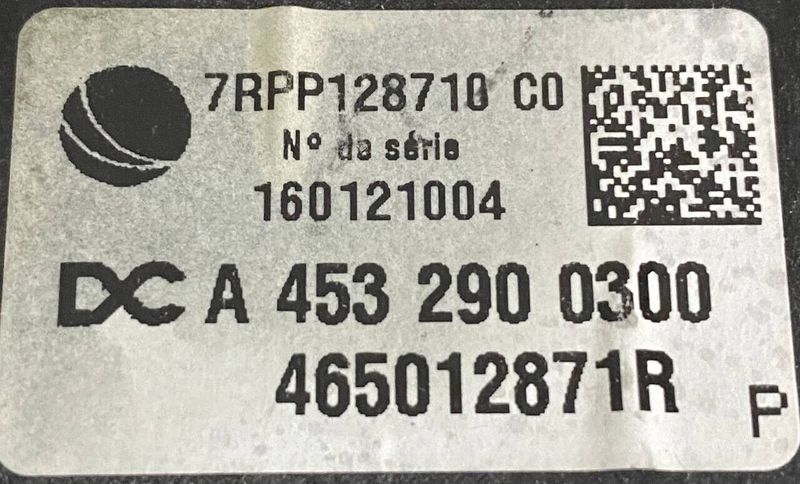 7RPP128710 C0
Nº de série
160121004
DC A 453 290 0300
465012871R
P